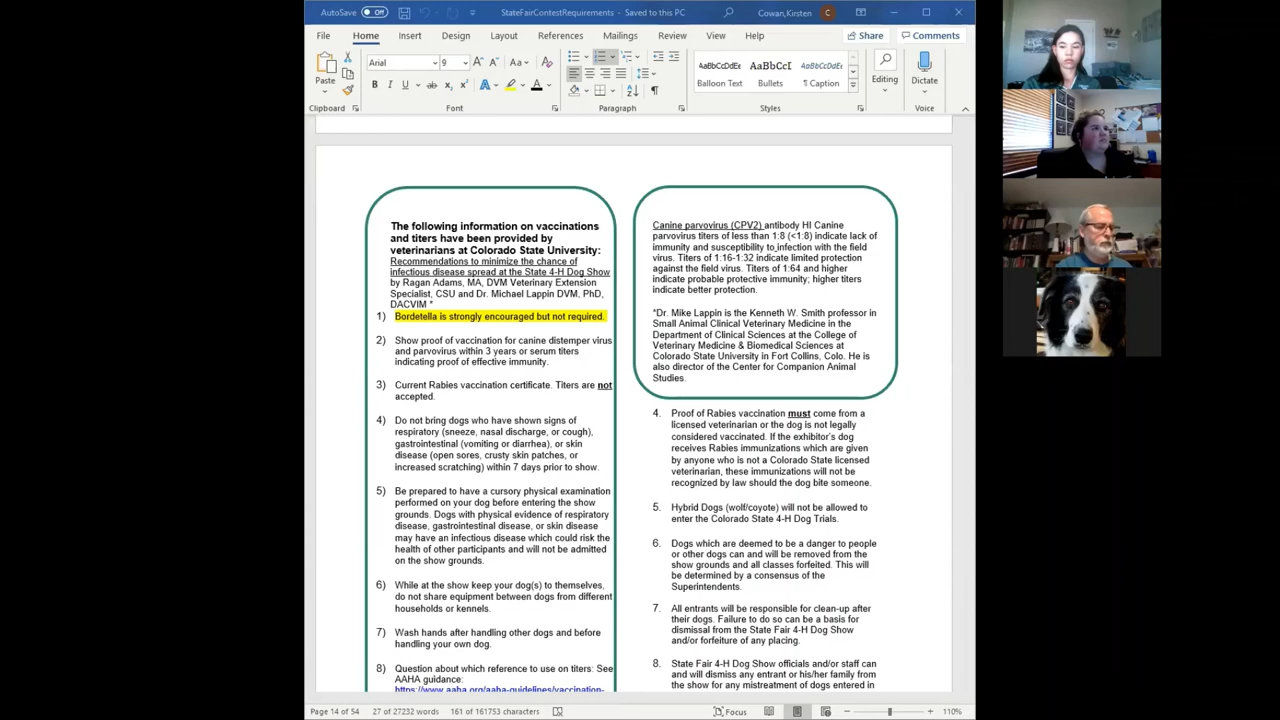 AutoSave Off
StateFairContestRequirements - Saved to this PC
Cowan,Kirsten
C
File Home Insert Draw Design Layout References Mailings Review View Help Share Comments
Paste
Arial 9
A A Aa A
B I U ab x₂ x² A A
AaBbCcDdEe AaBbCcI AaBbCcDdEe
Balloon Text Bullets ¶ Caption
Editing
Dictate
Clipboard Font Paragraph Styles Voice
The following information on vaccinations
and titers have been provided by
veterinarians at Colorado State University:
Recommendations to minimize the chance of
infectious disease spread at the State 4-H Dog Show
by Ragan Adams, MA, DVM Veterinary Extension
Specialist, CSU and Dr. Michael Lappin DVM, PhD,
DACVIM *
1) Bordetella is strongly encouraged but not required.
2) Show proof of vaccination for canine distemper virus
and parvovirus within 3 years or serum titers
indicating proof of effective immunity.
3) Current Rabies vaccination certificate. Titers are not
accepted.
4) Do not bring dogs who have shown signs of
respiratory (sneeze, nasal discharge, or cough),
gastrointestinal (vomiting or diarrhea), or skin
disease (open sores, crusty skin patches, or
increased scratching) within 7 days prior to show.
5) Be prepared to have a cursory physical examination
performed on your dog before entering the show
grounds. Dogs with physical evidence of respiratory
disease, gastrointestinal disease, or skin disease
may have an infectious disease which could risk the
health of other participants and will not be admitted
on the show grounds.
6) While at the show keep your dog(s) to themselves,
do not share equipment between dogs from different
households or kennels.
7) Wash hands after handling other dogs and before
handling your own dog.
8) Question about which reference to use on titers: See
AAHA guidance:
https://www.aaha.org/aaha-guidelines/vaccination-
Canine parvovirus (CPV2) antibody HI Canine
parvovirus titers of less than 1:8 (<1:8) indicate lack of
immunity and susceptibility to infection with the field
virus. Titers of 1:16-1:32 indicate limited protection
against the field virus. Titers of 1:64 and higher
indicate probable protective immunity; higher titers
indicate better protection.
*Dr. Mike Lappin is the Kenneth W. Smith professor in
Small Animal Clinical Veterinary Medicine in the
Department of Clinical Sciences at the College of
Veterinary Medicine & Biomedical Sciences at
Colorado State University in Fort Collins, Colo. He is
also director of the Center for Companion Animal
Studies.
4. Proof of Rabies vaccination must come from a
licensed veterinarian or the dog is not legally
considered vaccinated. If the exhibitor's dog
receives Rabies immunizations which are given
by anyone who is not a Colorado State licensed
veterinarian, these immunizations will not be
recognized by law should the dog bite someone.
5. Hybrid Dogs (wolf/coyote) will not be allowed to
enter the Colorado State 4-H Dog Trials.
6. Dogs which are deemed to be a danger to people
or other dogs can and will be removed from the
show grounds and all classes forfeited. This will
be determined by a consensus of the
Superintendents.
7. All entrants will be responsible for clean-up after
their dogs. Failure to do so can be a basis for
dismissal from the State Fair 4-H Dog Show
and/or forfeiture of any placing.
8. State Fair 4-H Dog Show officials and/or staff can
and will dismiss any entrant or his/her family from
the show for any mistreatment of dogs entered in
Page 14 of 54 27 of 27232 words 161 of 161753 characters Focus 110%